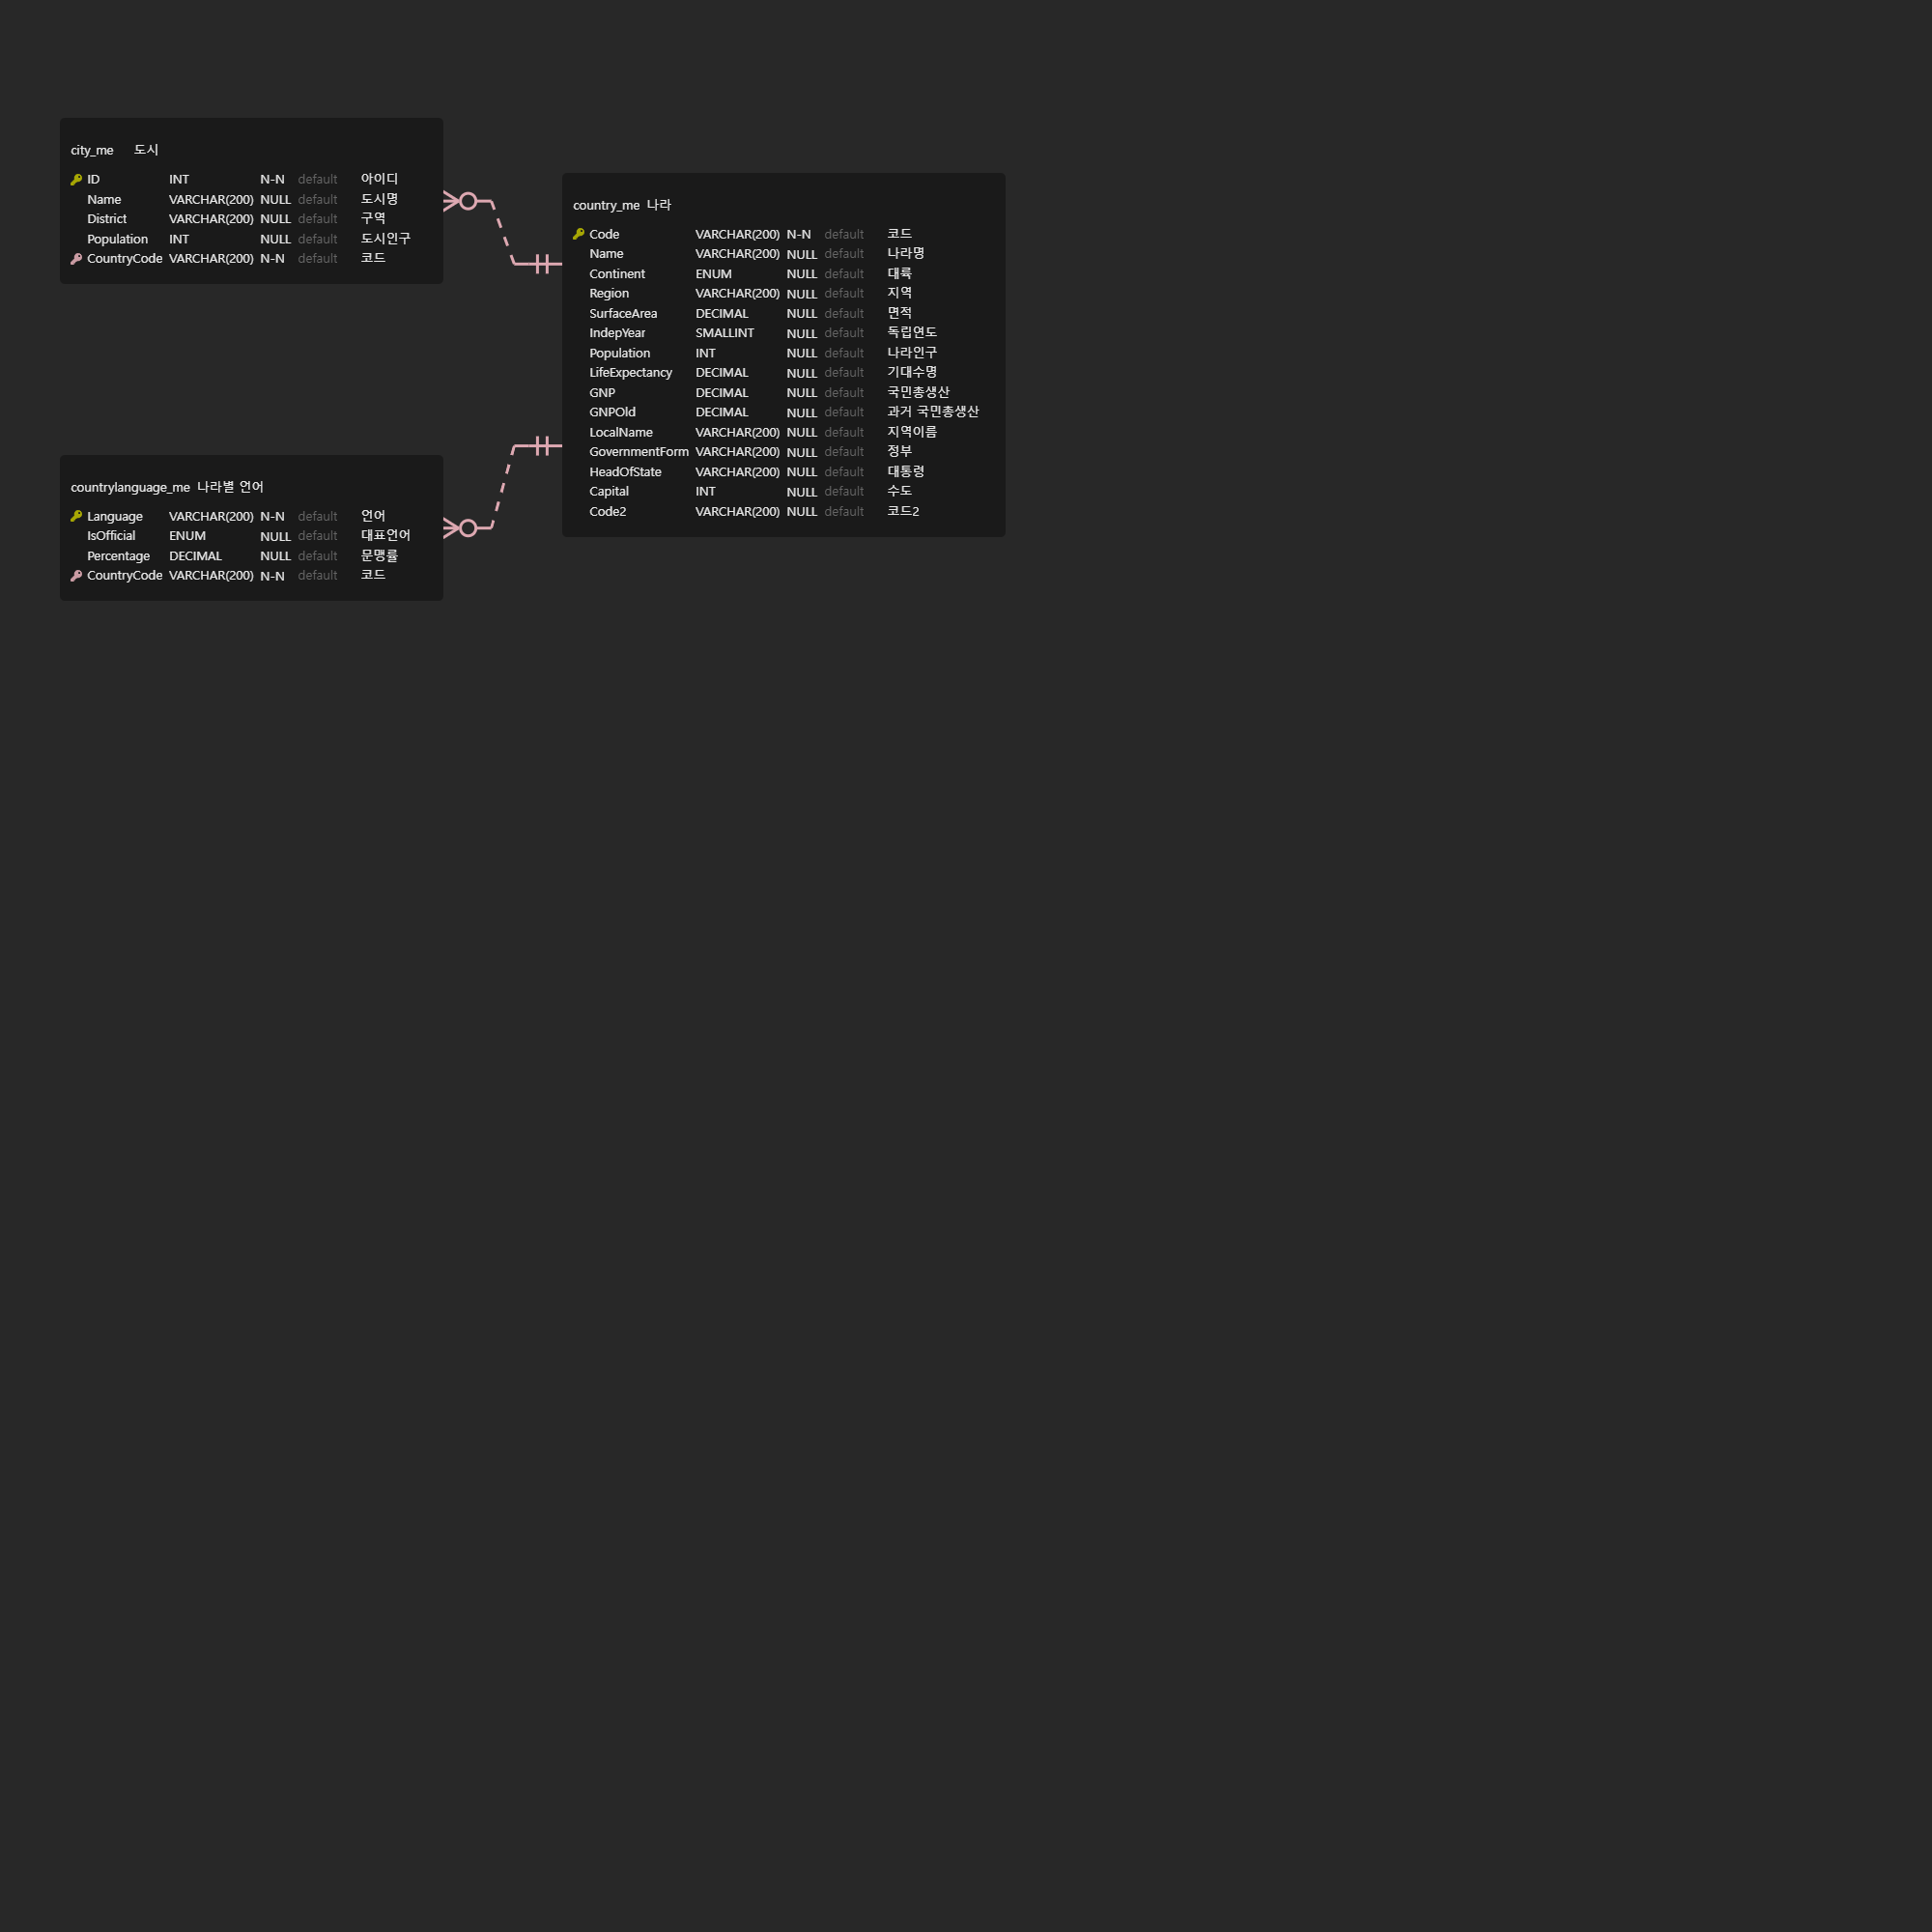 city_me 도시
ID INT N-N default 아이디
Name VARCHAR(200) NULL default 도시명
District VARCHAR(200) NULL default 구역
Population INT NULL default 도시인구
CountryCode VARCHAR(200) N-N default 코드
country_me 나라
Code VARCHAR(200) N-N default 코드
Name VARCHAR(200) NULL default 나라명
Continent ENUM NULL default 대륙
Region VARCHAR(200) NULL default 지역
SurfaceArea DECIMAL NULL default 면적
IndepYear SMALLINT NULL default 독립연도
Population INT NULL default 나라인구
LifeExpectancy DECIMAL NULL default 기대수명
GNP DECIMAL NULL default 국민총생산
GNPOld DECIMAL NULL default 과거 국민총생산
LocalName VARCHAR(200) NULL default 지역이름
GovernmentForm VARCHAR(200) NULL default 정부
HeadOfState VARCHAR(200) NULL default 대통령
Capital INT NULL default 수도
Code2 VARCHAR(200) NULL default 코드2
countrylanguage_me 나라별 언어
Language VARCHAR(200) N-N default 언어
IsOfficial ENUM NULL default 대표언어
Percentage DECIMAL NULL default 문맹률
CountryCode VARCHAR(200) N-N default 코드